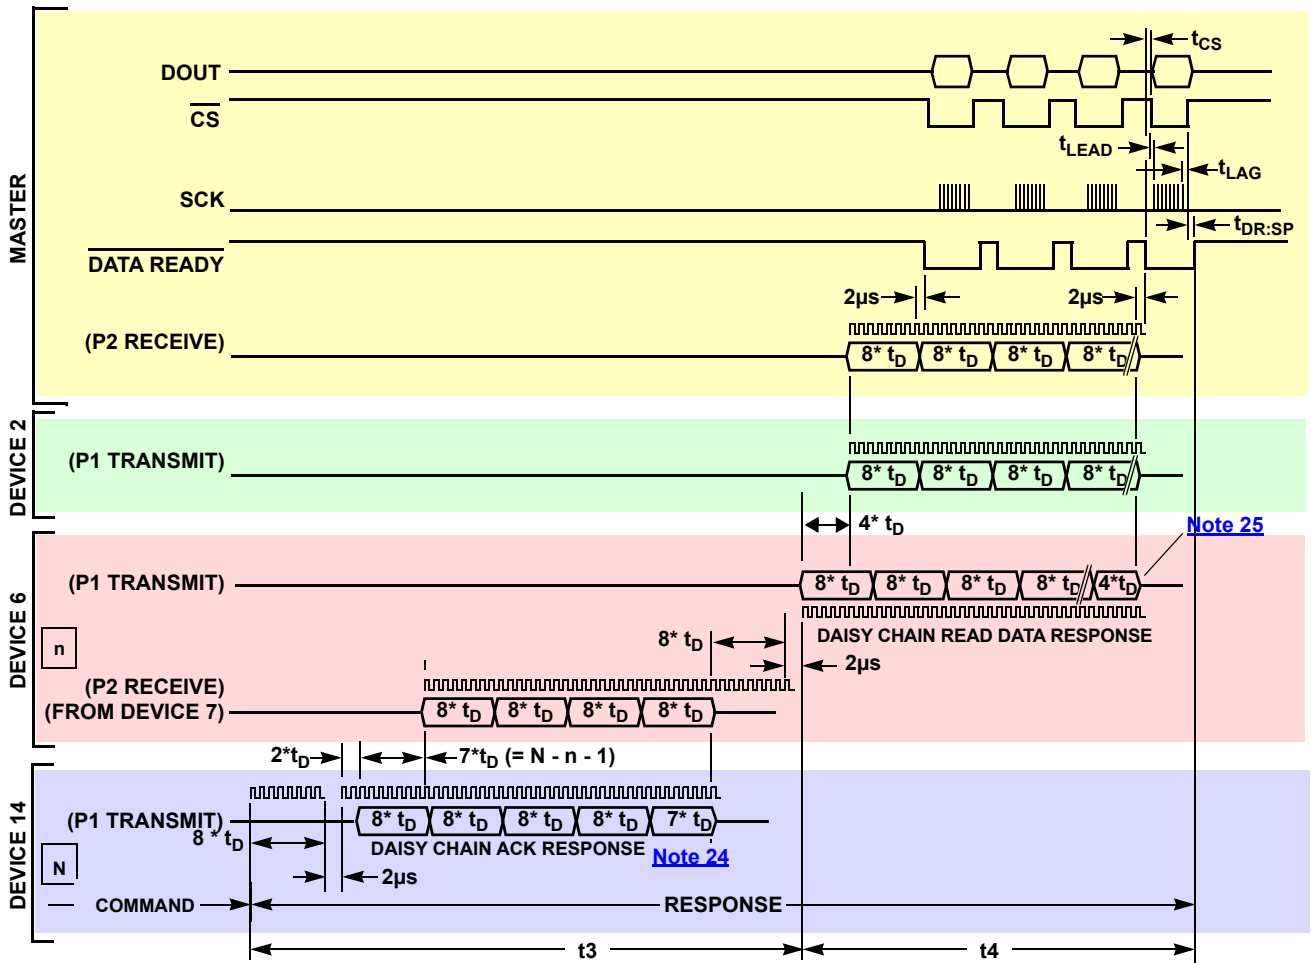 MASTER
DOUT
CS
SCK
DATA READY
(P2 RECEIVE)
tCS
tLEAD
tLAG
tDR:SP
2µs
2µs
8* tD 8* tD 8* tD 8* tD
DEVICE 2
(P1 TRANSMIT)
8* tD 8* tD 8* tD 8* tD
4* tD
Note 25
DEVICE 6
n
(P1 TRANSMIT)
8* tD 8* tD 8* tD 8* tD 4*tD
DAISY CHAIN READ DATA RESPONSE
8* tD
2µs
(P2 RECEIVE)
(FROM DEVICE 7)
8* tD 8* tD 8* tD 8* tD
2*tD
7*tD (= N - n - 1)
DEVICE 14
N
(P1 TRANSMIT)
8 * tD
8* tD 8* tD 8* tD 8* tD 7* tD
DAISY CHAIN ACK RESPONSE
Note 24
2µs
COMMAND
RESPONSE
t3
t4